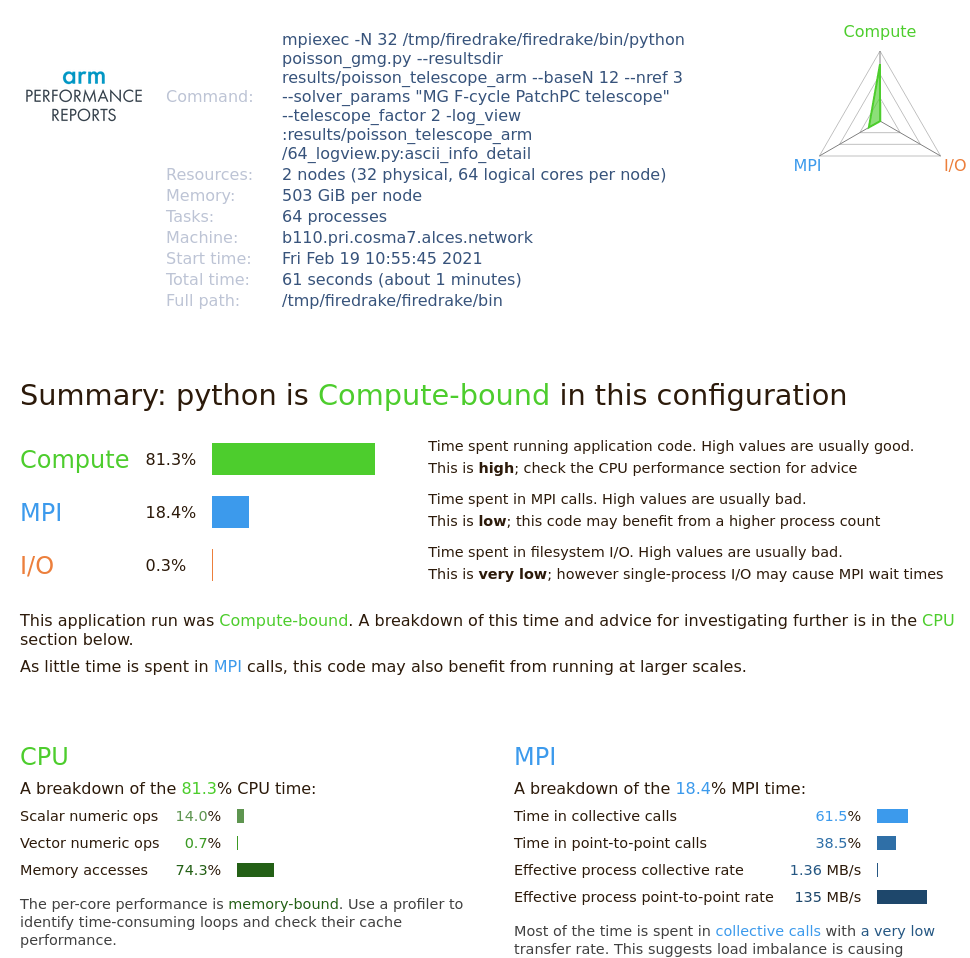 arm
PERFORMANCE
REPORTS
Command:
mpiexec -N 32 /tmp/firedrake/firedrake/bin/python
poisson_gmg.py --resultsdir
results/poisson_telescope_arm --baseN 12 --nref 3
--solver_params "MG F-cycle PatchPC telescope"
--telescope_factor 2 -log_view
:results/poisson_telescope_arm
/64_logview.py:ascii_info_detail
Resources: 2 nodes (32 physical, 64 logical cores per node)
Memory: 503 GiB per node
Tasks: 64 processes
Machine: b110.pri.cosma7.alces.network
Start time: Fri Feb 19 10:55:45 2021
Total time: 61 seconds (about 1 minutes)
Full path: /tmp/firedrake/firedrake/bin
Compute
MPI
I/O
Summary: python is Compute-bound in this configuration
Compute 81.3%
Time spent running application code. High values are usually good.
This is high; check the CPU performance section for advice
MPI 18.4%
Time spent in MPI calls. High values are usually bad.
This is low; this code may benefit from a higher process count
I/O 0.3%
Time spent in filesystem I/O. High values are usually bad.
This is very low; however single-process I/O may cause MPI wait times
This application run was Compute-bound. A breakdown of this time and advice for investigating further is in the CPU
section below.
As little time is spent in MPI calls, this code may also benefit from running at larger scales.
CPU
A breakdown of the 81.3% CPU time:
Scalar numeric ops 14.0%
Vector numeric ops 0.7%
Memory accesses 74.3%
The per-core performance is memory-bound. Use a profiler to
identify time-consuming loops and check their cache
performance.
MPI
A breakdown of the 18.4% MPI time:
Time in collective calls 61.5%
Time in point-to-point calls 38.5%
Effective process collective rate 1.36 MB/s
Effective process point-to-point rate 135 MB/s
Most of the time is spent in collective calls with a very low
transfer rate. This suggests load imbalance is causing